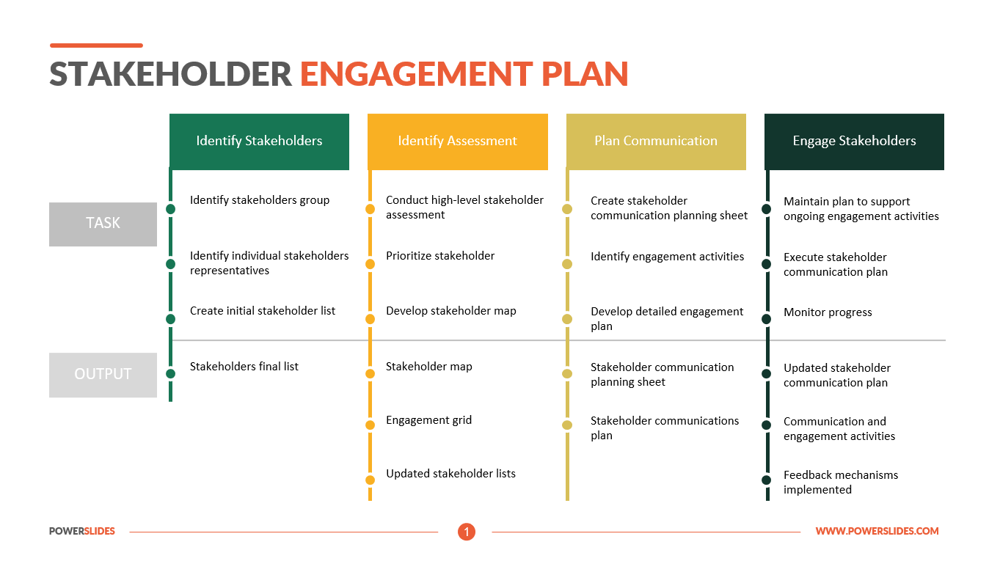 STAKEHOLDER ENGAGEMENT PLAN
Identify Stakeholders
Identify Assessment
Plan Communication
Engage Stakeholders
TASK
Identify stakeholders group
Identify individual stakeholders
representatives
Create initial stakeholder list
Conduct high-level stakeholder
assessment
Prioritize stakeholder
Develop stakeholder map
Create stakeholder
communication planning sheet
Identify engagement activities
Develop detailed engagement
plan
Maintain plan to support
ongoing engagement activities
Execute stakeholder
communication plan
Monitor progress
OUTPUT
Stakeholders final list
Stakeholder map
Engagement grid
Updated stakeholder lists
Stakeholder communication
planning sheet
Stakeholder communications
plan
Updated stakeholder
communication plan
Communication and
engagement activities
Feedback mechanisms
implemented
POWERSLIDES
1
WWW.POWERSLIDES.COM